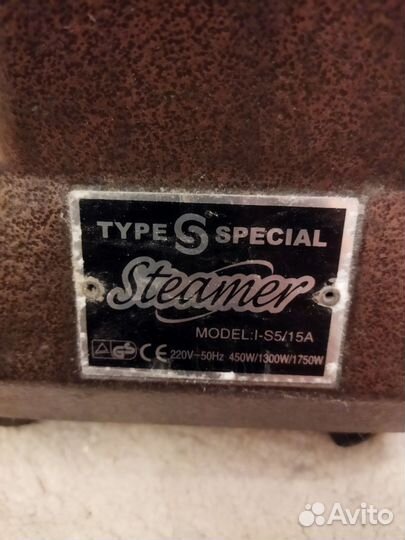 TYPE S SPECIAL
Steamer
MODEL:I-S5/15A
CE 220V~50Hz 450W/1300W/1750W
Avito